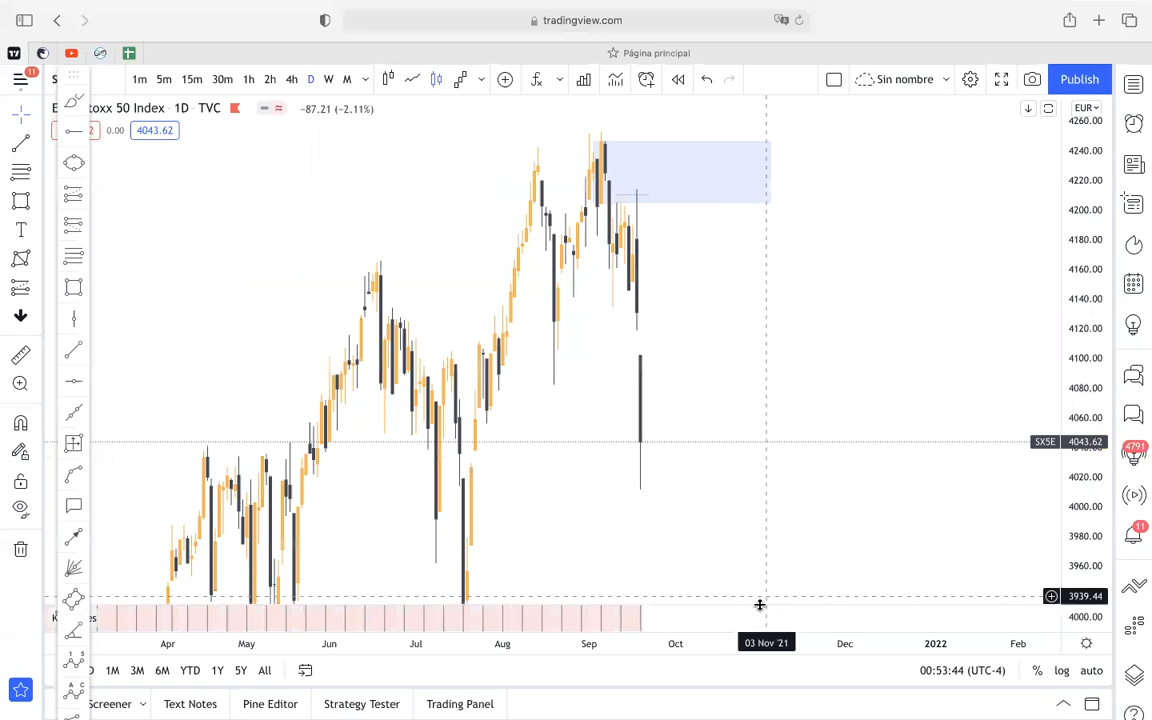 tradingview.com
Página principal
1m 5m 15m 30m 1h 2h 4h D W M
Sin nombre
Publish
toxx 50 Index · 1D · TVC
−87.21 (−2.11%)
EUR
2
0.00
4043.62
4260.00
4240.00
4220.00
4200.00
4180.00
4160.00
4140.00
4120.00
4100.00
4080.00
4060.00
SX5E 4043.62
4020.00
4000.00
3980.00
3960.00
3939.44
4000.00
Apr May Jun Jul Aug Sep Oct 03 Nov '21 Dec 2022 Feb
D 1M 3M 6M YTD 1Y 5Y All
00:53:44 (UTC-4)
% log auto
Screener
Text Notes
Pine Editor
Strategy Tester
Trading Panel
11
4791
11